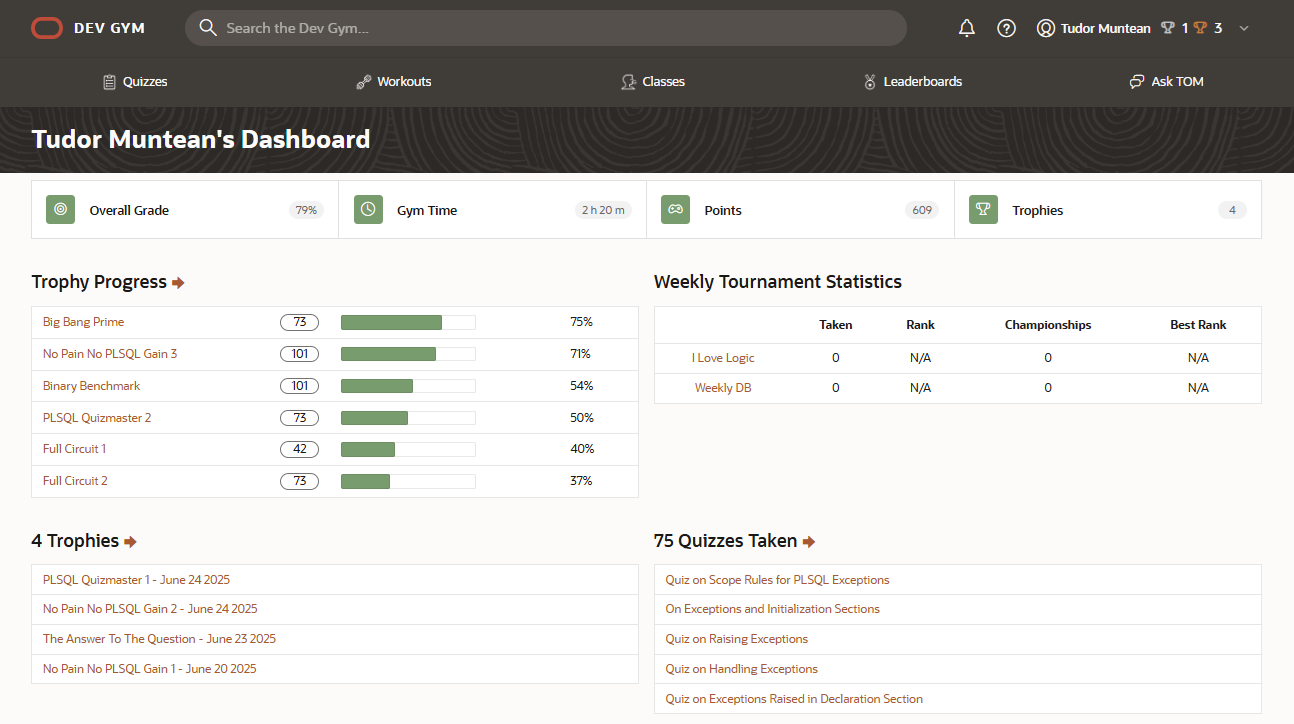 DEV GYM Search the Dev Gym... Tudor Muntean 1 3
Quizzes Workouts Classes Leaderboards Ask TOM
Tudor Muntean's Dashboard
Overall Grade 79% Gym Time 2 h 20 m Points 609 Trophies 4
Trophy Progress
Big Bang Prime 73 75%
No Pain No PLSQL Gain 3 101 71%
Binary Benchmark 101 54%
PLSQL Quizmaster 2 73 50%
Full Circuit 1 42 40%
Full Circuit 2 73 37%
Weekly Tournament Statistics
Taken Rank Championships Best Rank
I Love Logic 0 N/A 0 N/A
Weekly DB 0 N/A 0 N/A
4 Trophies
PLSQL Quizmaster 1 - June 24 2025
No Pain No PLSQL Gain 2 - June 24 2025
The Answer To The Question - June 23 2025
No Pain No PLSQL Gain 1 - June 20 2025
75 Quizzes Taken
Quiz on Scope Rules for PLSQL Exceptions
On Exceptions and Initialization Sections
Quiz on Raising Exceptions
Quiz on Handling Exceptions
Quiz on Exceptions Raised in Declaration Section